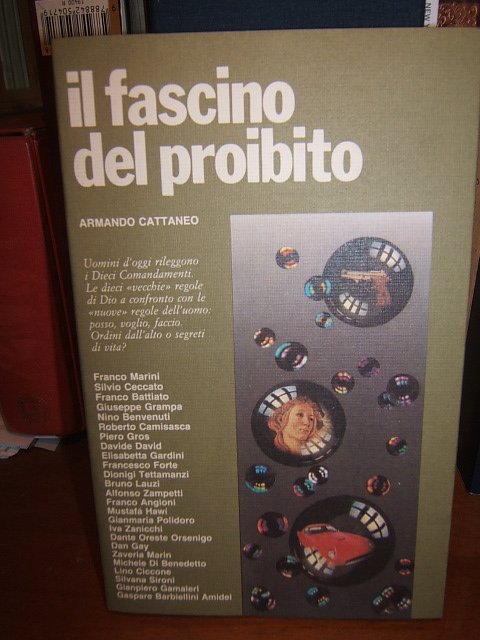 9788842504719
NEW
il fascino
del proibito
ARMANDO CATTANEO
Uomini d'oggi rileggono
i Dieci Comandamenti.
Le dieci «vecchie» regole
di Dio a confronto con le
«nuove» regole dell'uomo:
posso, voglio, faccio.
Ordini dall'alto o segreti
di vita?
Franco Marini
Silvio Ceccato
Franco Battiato
Giuseppe Grampa
Nino Benvenuti
Roberto Camisasca
Piero Gros
Davide David
Elisabetta Gardini
Francesco Forte
Dionigi Tettamanzi
Bruno Lauzi
Alfonso Zampetti
Franco Angioni
Mustafá Hawi
Gianmaria Polidoro
Iva Zanicchi
Dante Oreste Orsenigo
Dan Gay
Zaveria Marin
Michele Di Benedetto
Lino Ciccone
Silvana Sironi
Gianpiero Gamaleri
Gaspare Barbiellini Amidei